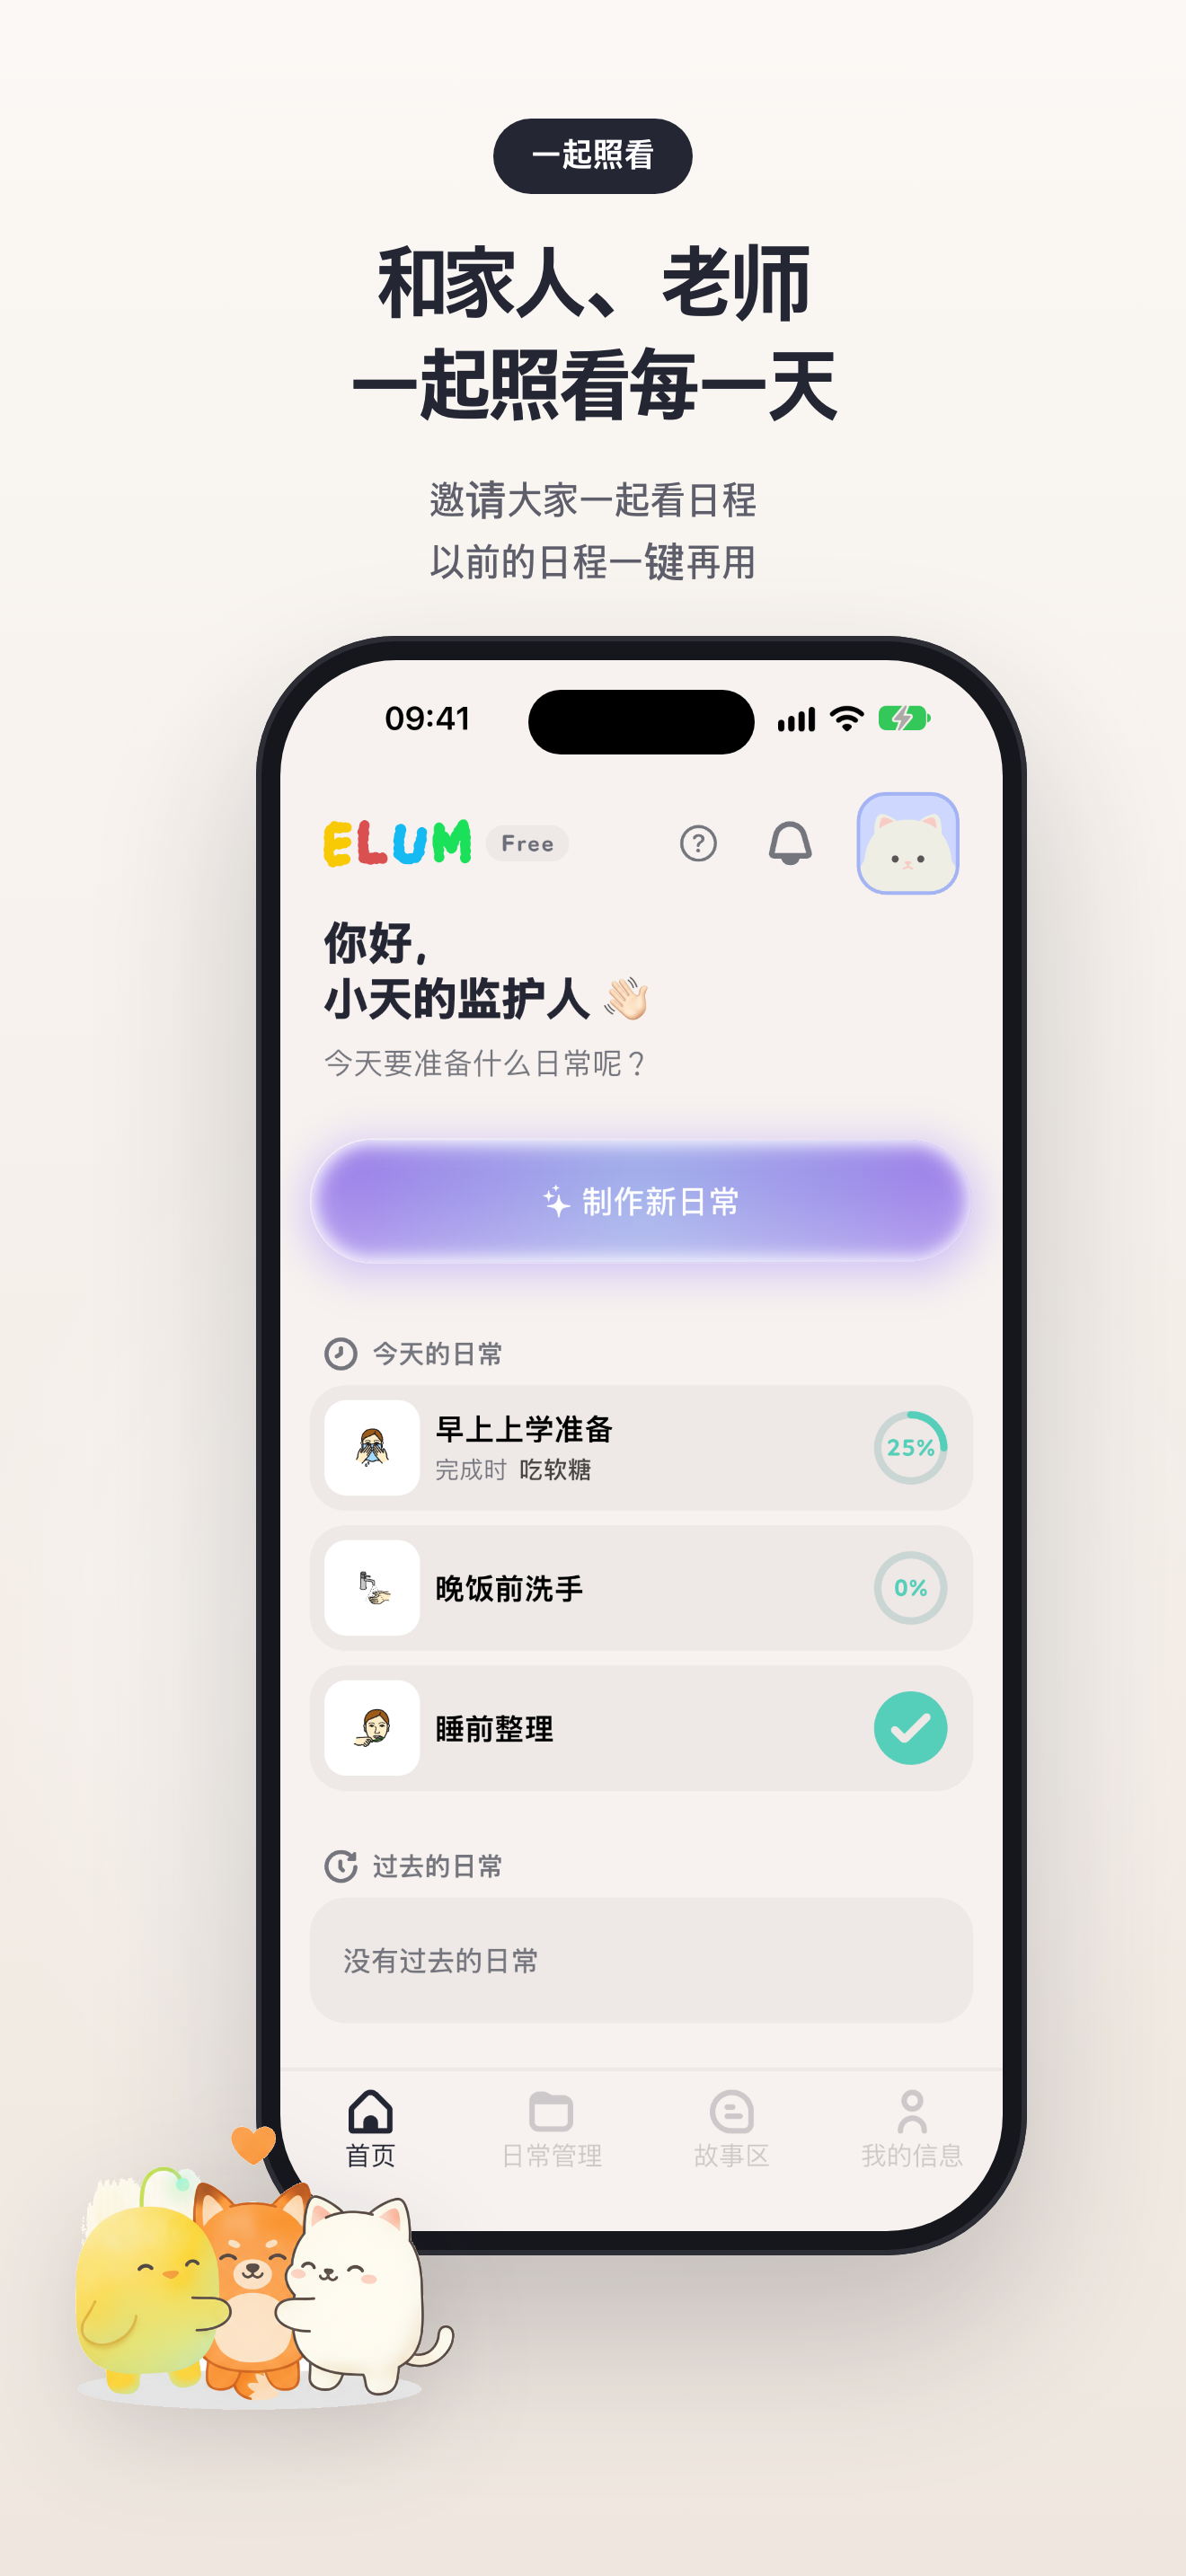 一起照看
和家人、老师
一起照看每一天
邀请大家一起看日程
以前的日程一键再用
09:41
ELUM Free
你好，
小天的监护人 👋🏻
今天要准备什么日常呢？
制作新日常
今天的日常
早上上学准备
完成时 吃软糖
25%
晚饭前洗手
0%
睡前整理
过去的日常
没有过去的日常
首页 日常管理 故事区 我的信息